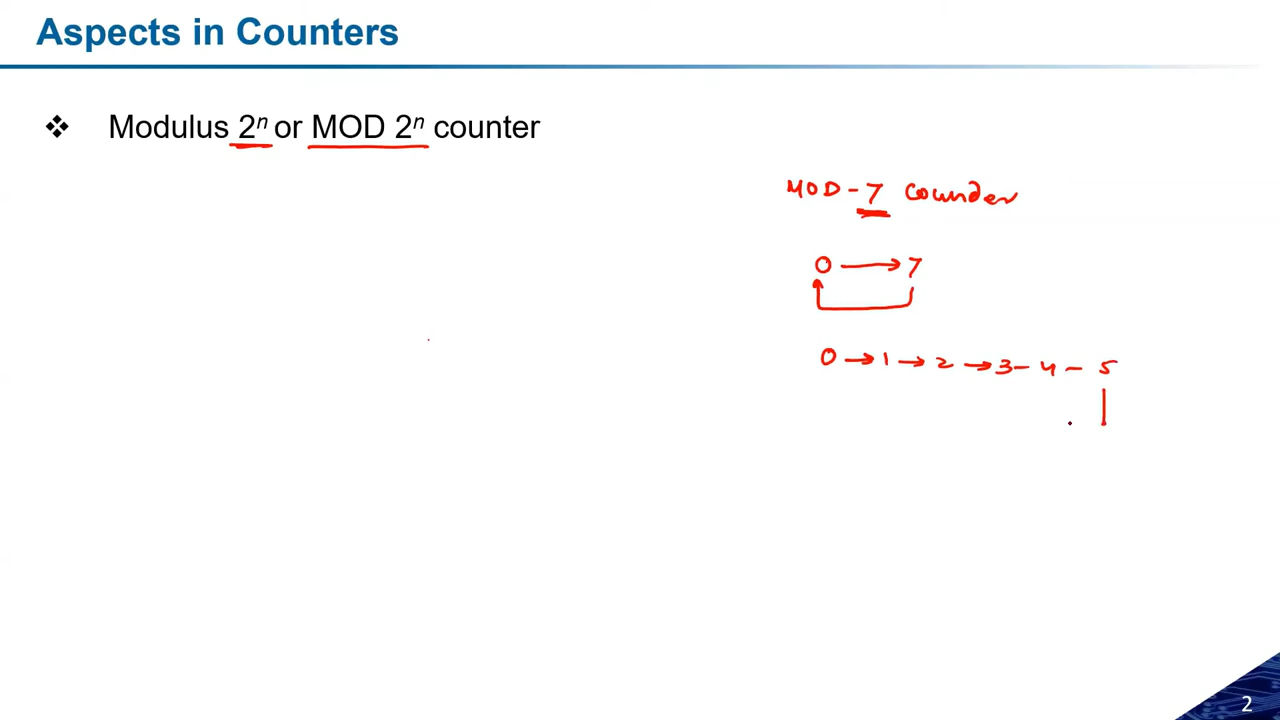 Aspects in Counters
❖ Modulus 2ⁿ or MOD 2ⁿ counter
MOD - 7 Counder
0 → 7
0 → 1 → 2 → 3 - 4 - 5
2